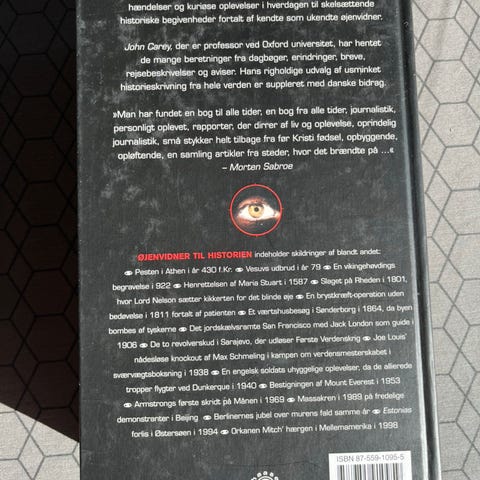 hændelser og kuriøse oplevelser i hverdagen til skelsættende
historiske begivenheder fortalt af kendte som ukendte øjenvidner.
John Carey, der er professor ved Oxford universitet, har hentet
de mange beretninger fra dagbøger, erindringer, breve,
rejsebeskrivelser og aviser. Hans righoldige udvalg af usminket
historieskrivning fra hele verden er suppleret med danske bidrag.
»Man har fundet en bog til alle tider, en bog fra alle tider, journalistik,
personligt oplevet, rapporter, der dirrer af liv og oplevelse, oprindelig
journalistik, små stykker helt tilbage fra før Kristi fødsel, opbyggende,
opløftende, en samling artikler fra steder, hvor det brændte på ...«
– Morten Sabroe
ØJENVIDNER TIL HISTORIEN indeholder skildringer af blandt andet:
Pesten i Athen i år 430 f.Kr. Vesuvs udbrud i år 79 En vikingehøvdings
begravelse i 922 Henrettelsen af Maria Stuart i 1587 Slaget på Rheden i 1801,
hvor Lord Nelson sætter kikkerten for det blinde øje En brystkræft-operation uden
bedøvelse i 1811 fortalt af patienten Et værtshusbesøg i Sønderborg i 1864, da byen
bombes af tyskerne Det jordskælvsramte San Francisco med Jack London som guide i
1906 De to revolverskud i Sarajevo, der udløser Første Verdenskrig Joe Louis'
nådesløse knockout af Max Schmeling i kampen om verdensmesterskabet i
sværvægtsboksning i 1938 En engelsk soldats uhyggelige oplevelser, da de allierede
tropper flygter ved Dunkerque i 1940 Bestigningen af Mount Everest i 1953
Armstrongs første skridt på Månen i 1969 Massakren i 1989 på fredelige
demonstranter i Beijing Berlinernes jubel over murens fald samme år Estonias
forlis i Østersøen i 1994 Orkanen Mitch' hærgen i Mellemamerika i 1998
ISBN 87-559-1095-5